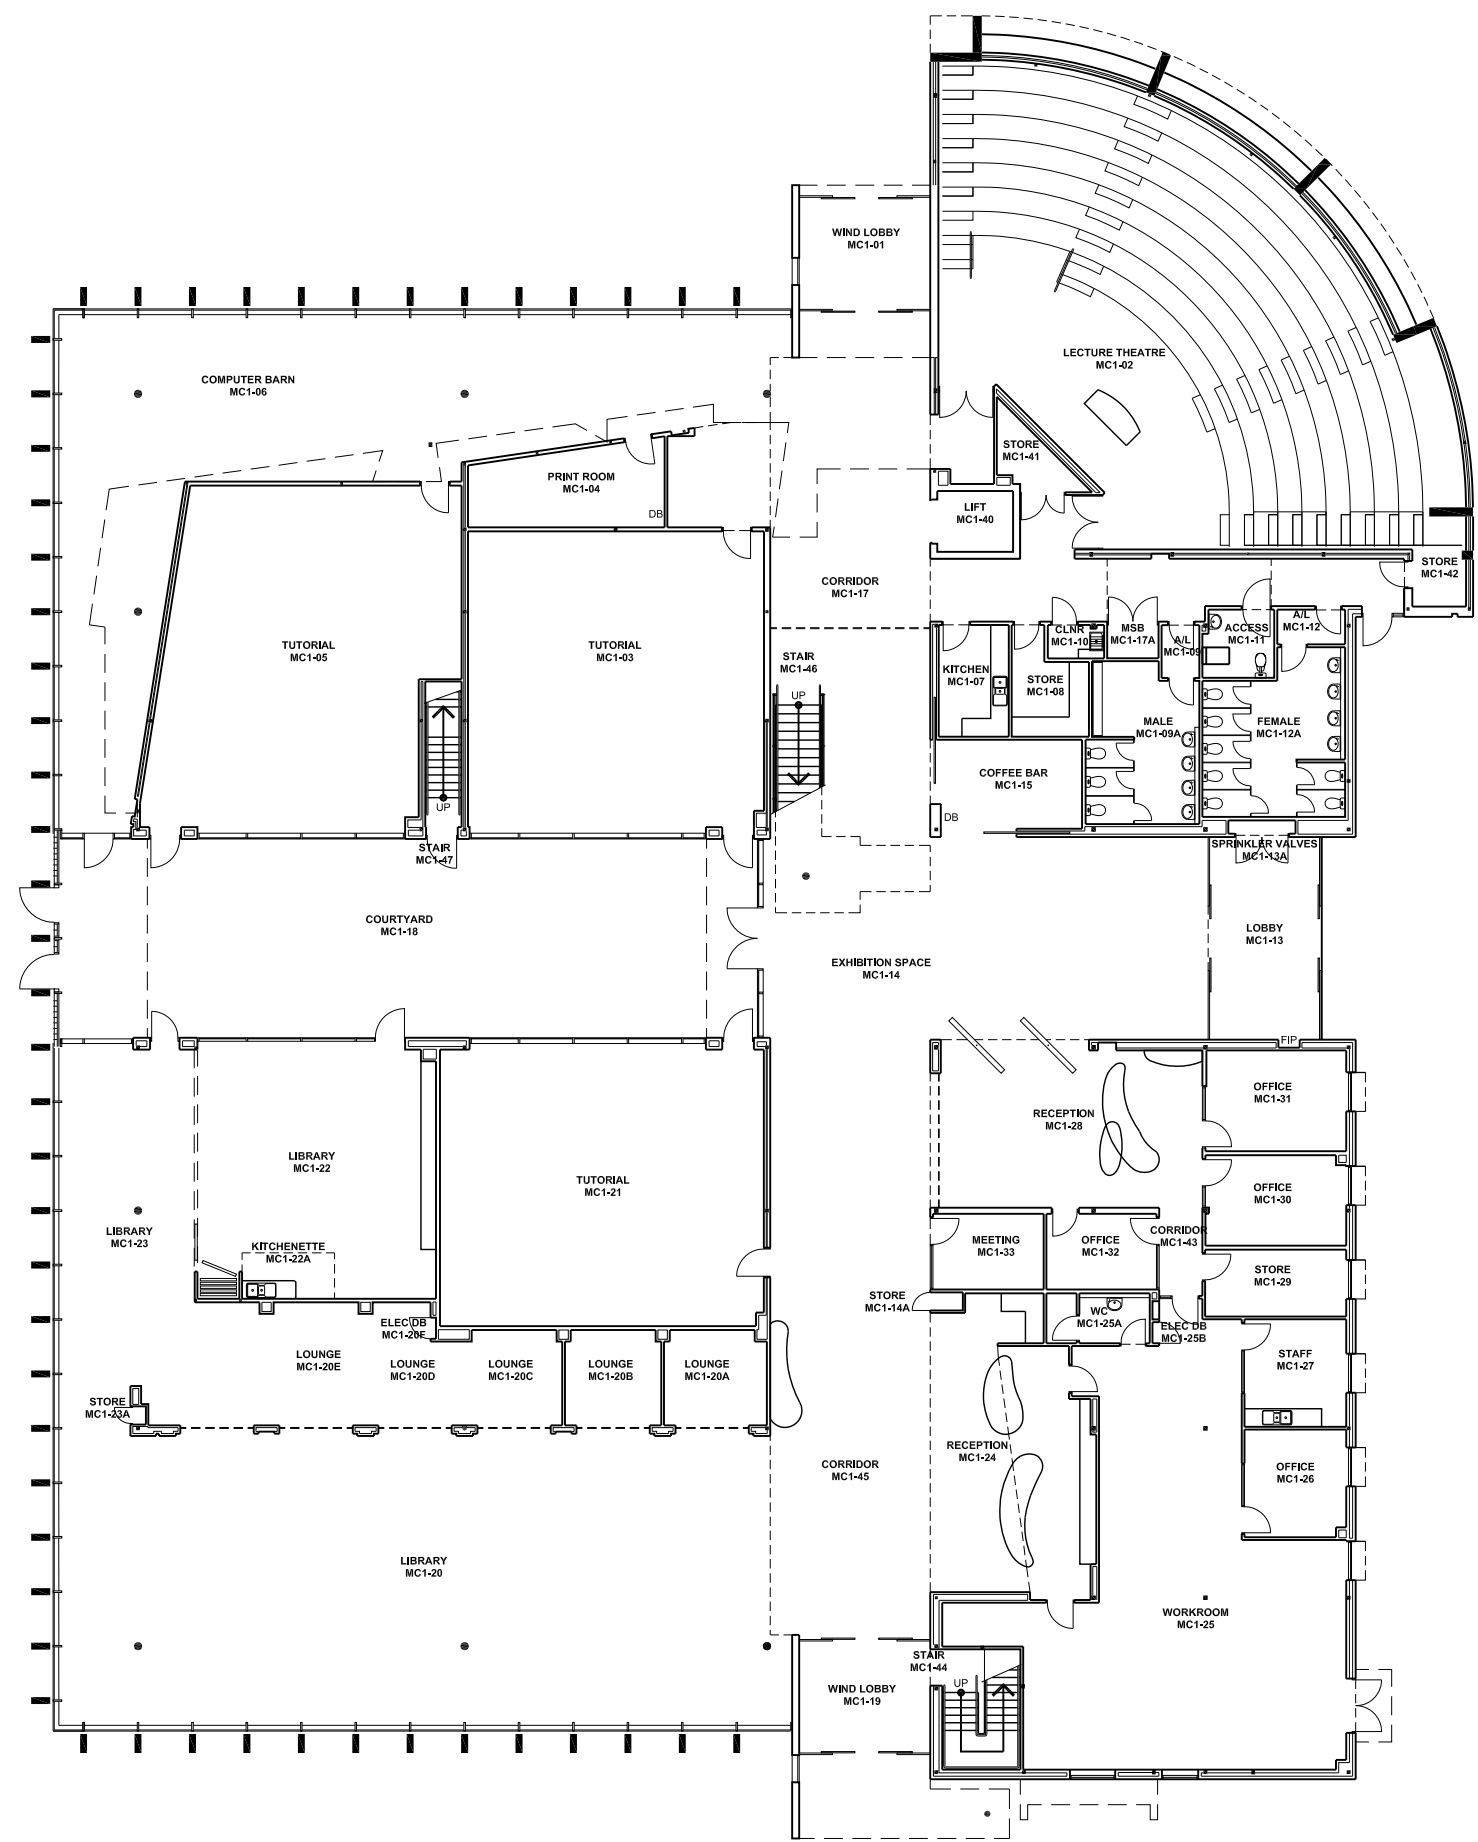 WIND LOBBY
MC1-01
LECTURE THEATRE
MC1-02
COMPUTER BARN
MC1-06
STORE
MC1-41
PRINT ROOM
MC1-04
DB
LIFT
MC1-40
STORE
MC1-42
CORRIDOR
MC1-17
TUTORIAL
MC1-05
TUTORIAL
MC1-03
STAIR
MC1-46
UP
CLNR
MC1-10
MSB
MC1-17A
A/L
MC1-09
ACCESS
MC1-11
A/L
MC1-12
KITCHEN
MC1-07
STORE
MC1-08
MALE
MC1-09A
FEMALE
MC1-12A
COFFEE BAR
MC1-15
DB
UP
STAIR
MC1-47
SPRINKLER VALVES
MC1-13A
COURTYARD
MC1-18
LOBBY
MC1-13
EXHIBITION SPACE
MC1-14
FIP
OFFICE
MC1-31
RECEPTION
MC1-28
LIBRARY
MC1-22
TUTORIAL
MC1-21
OFFICE
MC1-30
LIBRARY
MC1-23
KITCHENETTE
MC1-22A
MEETING
MC1-33
OFFICE
MC1-32
CORRIDOR
MC1-43
STORE
MC1-29
STORE
MC1-14A
WC
MC1-25A
ELEC DB
MC1-25B
ELEC DB
MC1-20F
LOUNGE
MC1-20E
LOUNGE
MC1-20D
LOUNGE
MC1-20C
LOUNGE
MC1-20B
LOUNGE
MC1-20A
STAFF
MC1-27
STORE
MC1-23A
RECEPTION
MC1-24
CORRIDOR
MC1-45
OFFICE
MC1-26
LIBRARY
MC1-20
WORKROOM
MC1-25
STAIR
MC1-44
UP
WIND LOBBY
MC1-19